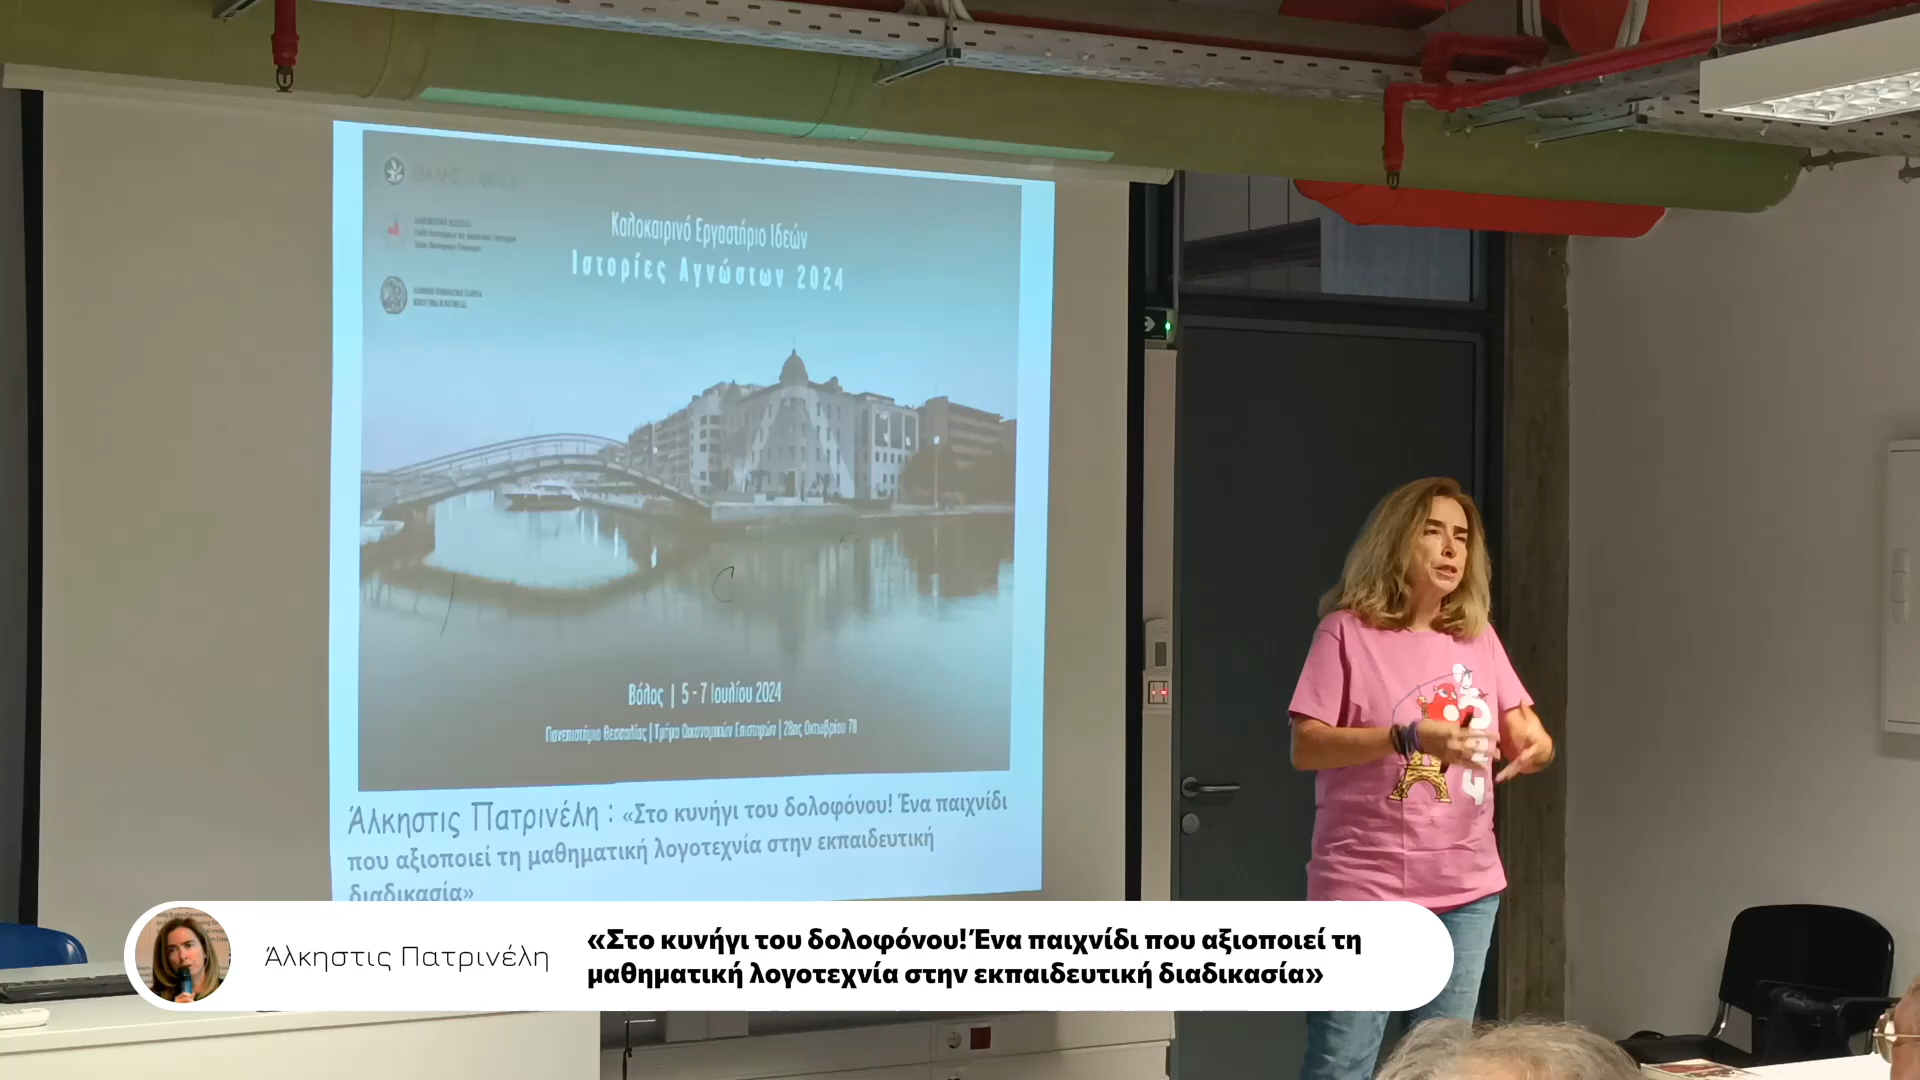 Καλοκαιρινό Εργαστήριο Ιδεών
Ιστορίες Αγνώστων 2024
Βόλος | 5 - 7 Ιουλίου 2024
Πανεπιστήμιο Θεσσαλίας | Τμήμα Οικονομικών Επιστημών | 28ης Οκτωβρίου 78
Άλκηστις Πατρινέλη : «Στο κυνήγι του δολοφόνου! Ένα παιχνίδι
που αξιοποιεί τη μαθηματική λογοτεχνία στην εκπαιδευτική
διαδικασία»
Άλκηστις Πατρινέλη
«Στο κυνήγι του δολοφόνου! Ένα παιχνίδι που αξιοποιεί τη
μαθηματική λογοτεχνία στην εκπαιδευτική διαδικασία»